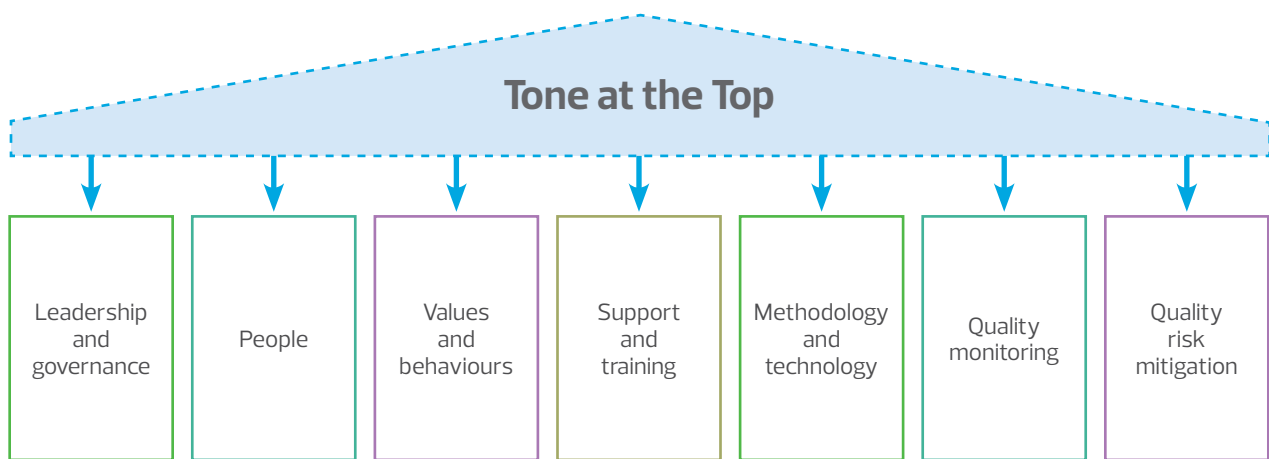 Tone at the Top
Leadership
and
governance
People
Values
and
behaviours
Support
and
training
Methodology
and
technology
Quality
monitoring
Quality
risk
mitigation